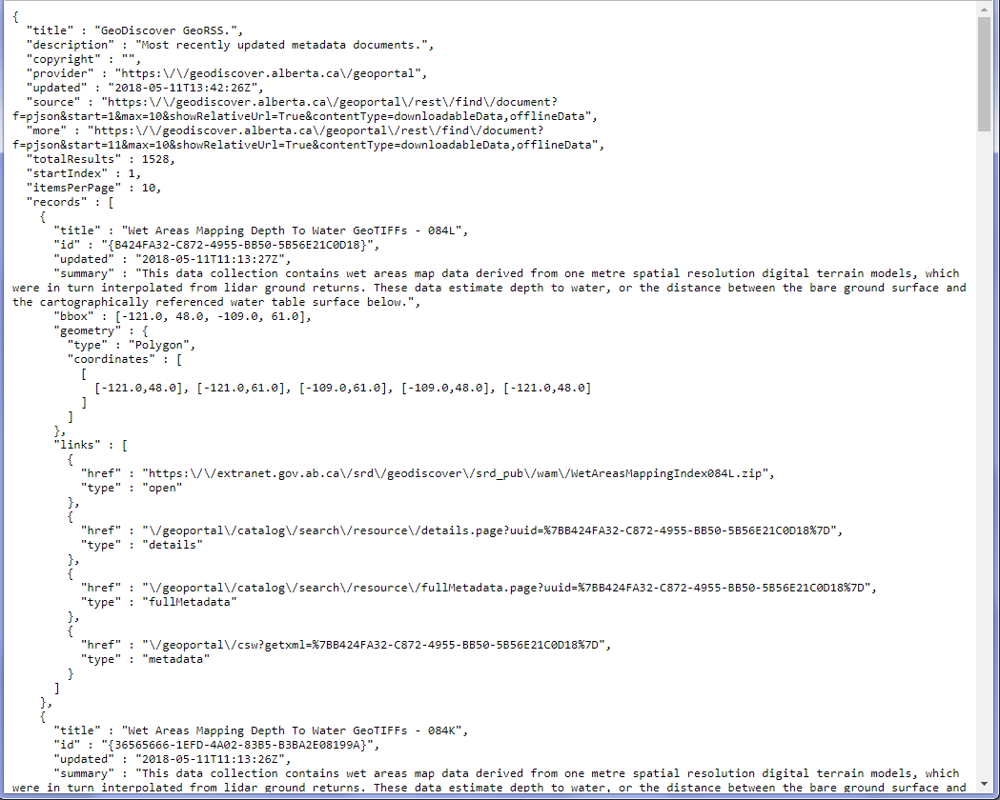 {
"title" : "GeoDiscover GeoRSS.",
"description" : "Most recently updated metadata documents.",
"copyright" : "",
"provider" : "https:\/\/geodiscover.alberta.ca\/geoportal",
"updated" : "2018-05-11T13:42:26Z",
"source" : "https:\/\/geodiscover.alberta.ca\/geoportal\/rest\/find\/document?
f=pjson&start=1&max=10&showRelativeUrl=True&contentType=downloadableData,offlineData",
"more" : "https:\/\/geodiscover.alberta.ca\/geoportal\/rest\/find\/document?
f=pjson&start=11&max=10&showRelativeUrl=True&contentType=downloadableData,offlineData",
"totalResults" : 1528,
"startIndex" : 1,
"itemsPerPage" : 10,
"records" : [
{
"title" : "Wet Areas Mapping Depth To Water GeoTIFFs - 084L",
"id" : "{B424FA32-C872-4955-BB50-5B56E21C0D18}",
"updated" : "2018-05-11T11:13:27Z",
"summary" : "This data collection contains wet areas map data derived from one metre spatial resolution digital terrain models, which
were in turn interpolated from lidar ground returns. These data estimate depth to water, or the distance between the bare ground surface and
the cartographically referenced water table surface below.",
"bbox" : [-121.0, 48.0, -109.0, 61.0],
"geometry" : {
"type" : "Polygon",
"coordinates" : [
[
[-121.0,48.0], [-121.0,61.0], [-109.0,61.0], [-109.0,48.0], [-121.0,48.0]
]
]
},
"links" : [
{
"href" : "https:\/\/extranet.gov.ab.ca\/srd\/geodiscover\/srd_pub\/wam\/WetAreasMappingIndex084L.zip",
"type" : "open"
},
{
"href" : "\/geoportal\/catalog\/search\/resource\/details.page?uuid=%7BB424FA32-C872-4955-BB50-5B56E21C0D18%7D",
"type" : "details"
},
{
"href" : "\/geoportal\/catalog\/search\/resource\/fullMetadata.page?uuid=%7BB424FA32-C872-4955-BB50-5B56E21C0D18%7D",
"type" : "fullMetadata"
},
{
"href" : "\/geoportal\/csw?getxml=%7BB424FA32-C872-4955-BB50-5B56E21C0D18%7D",
"type" : "metadata"
}
]
},
{
"title" : "Wet Areas Mapping Depth To Water GeoTIFFs - 084K",
"id" : "{36565666-1EFD-4A02-83B5-B3BA2E08199A}",
"updated" : "2018-05-11T11:13:26Z",
"summary" : "This data collection contains wet areas map data derived from one metre spatial resolution digital terrain models, which
were in turn interpolated from lidar ground returns. These data estimate depth to water, or the distance between the bare ground surface and